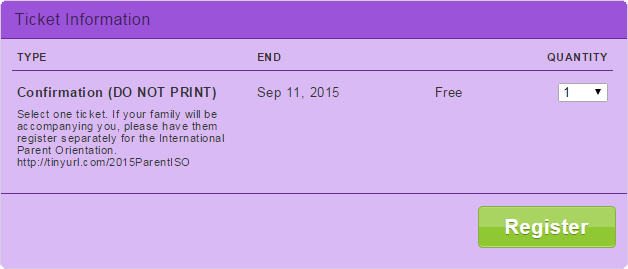 Ticket Information
TYPE END QUANTITY
Confirmation (DO NOT PRINT) Sep 11, 2015 Free 1
Select one ticket. If your family will be
accompanying you, please have them
register separately for the International
Parent Orientation.
http://tinyurl.com/2015ParentISO
Register